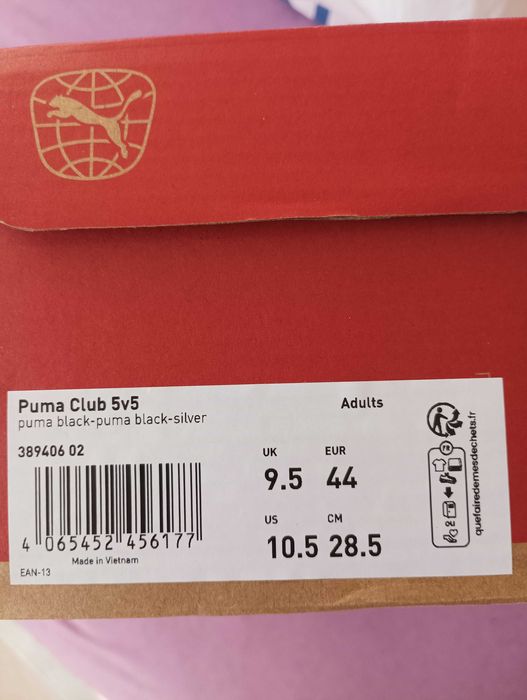 Puma Club 5v5
puma black-puma black-silver
Adults
389406 02
UK EUR
9.5 44
US CM
10.5 28.5
4 065452 456177
Made in Vietnam
EAN-13
quefairedemesdechets.fr
FR